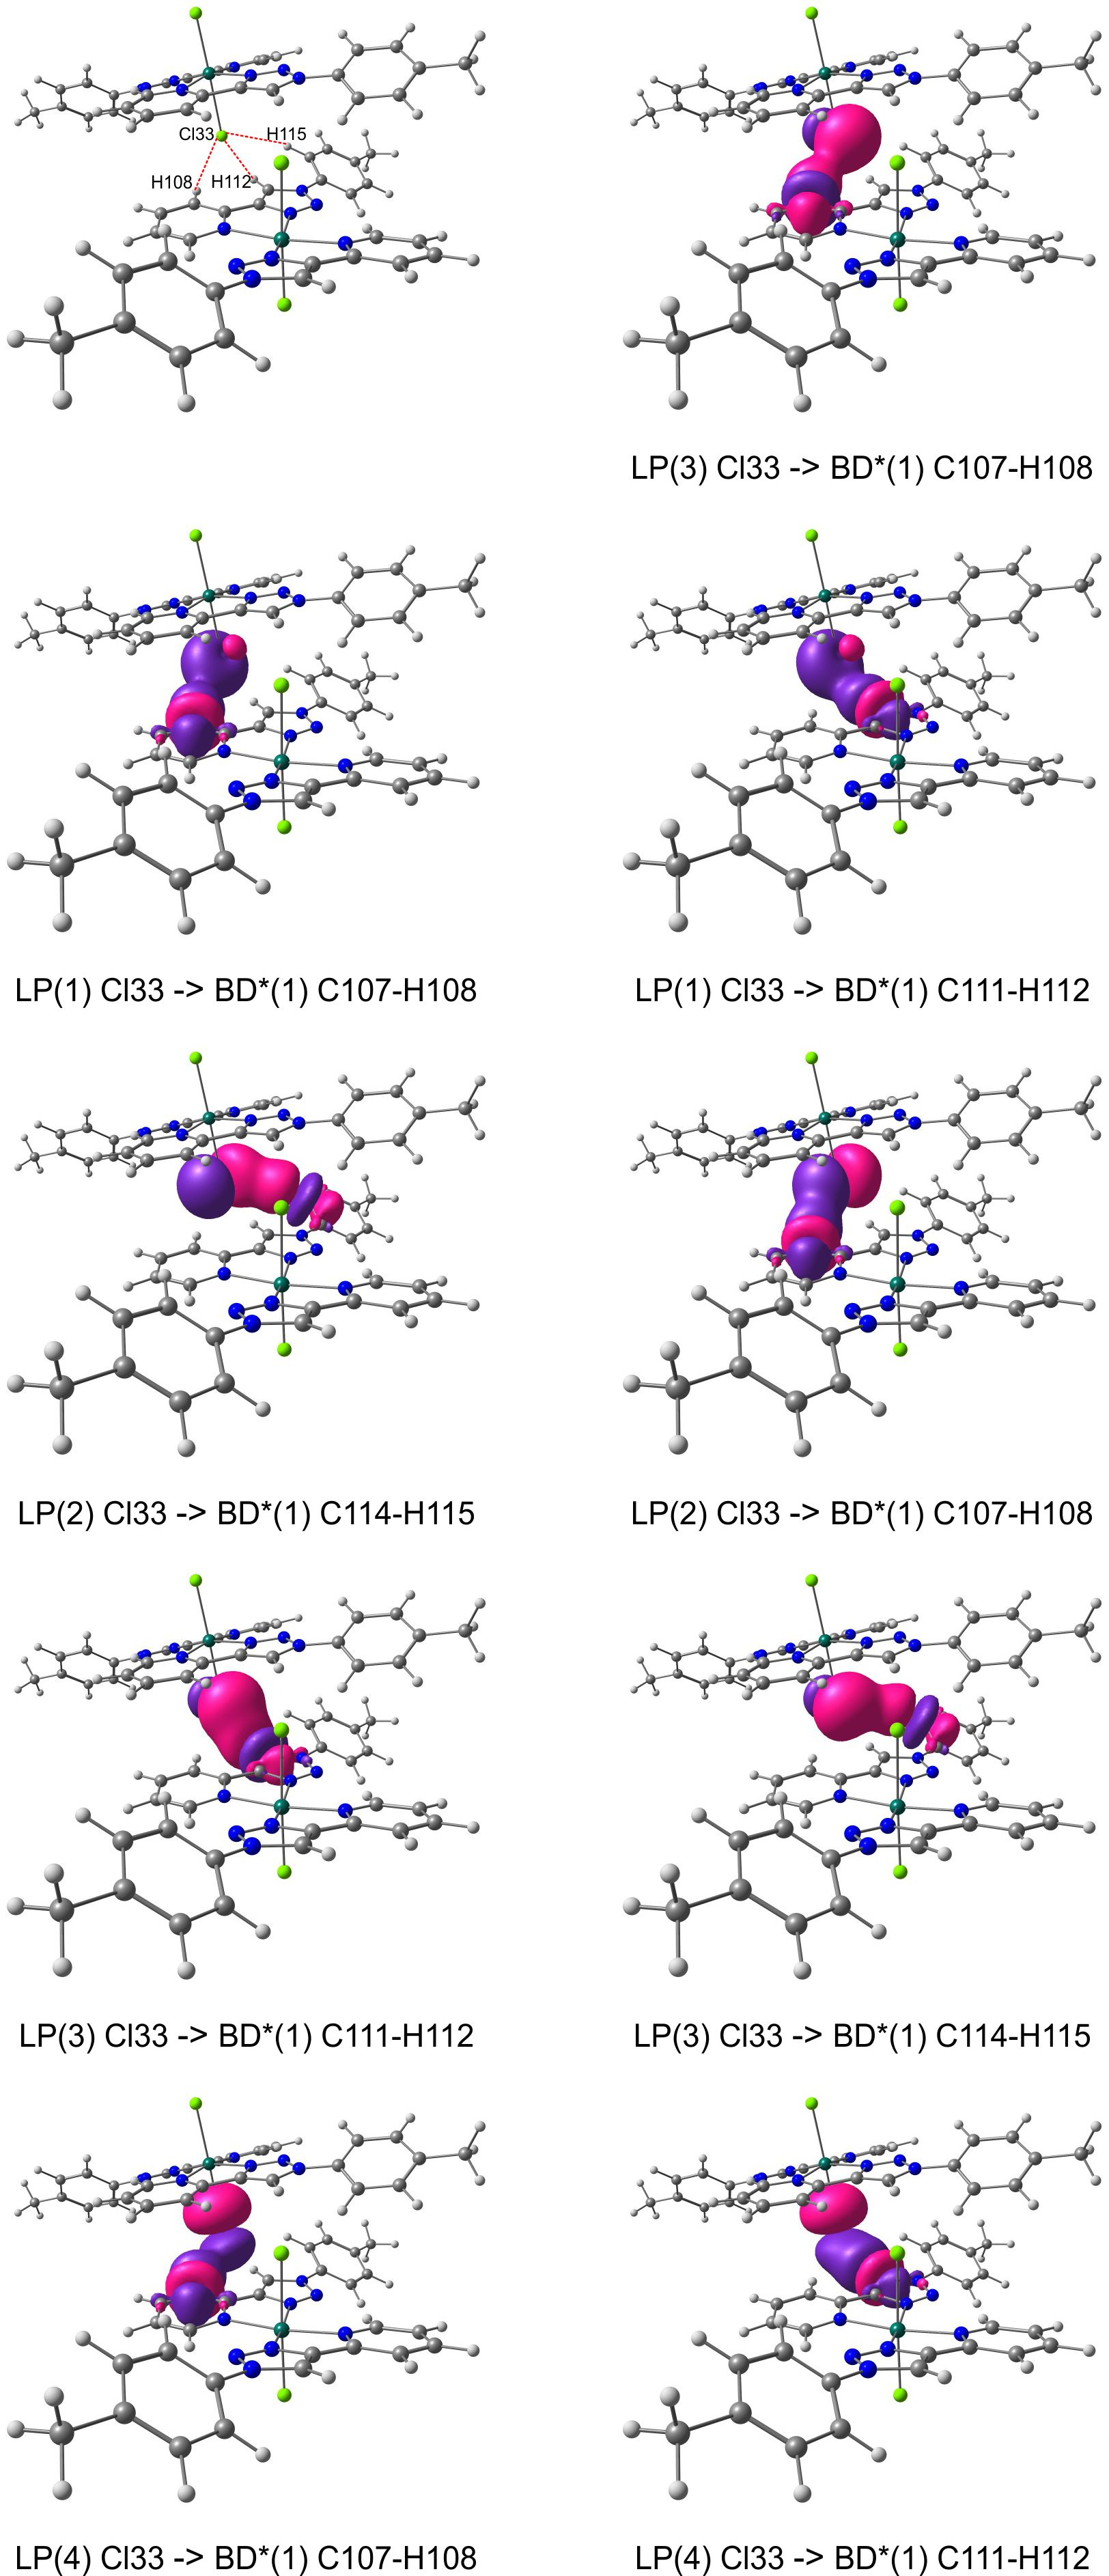 Cl33
H115
H108
H112
LP(3) Cl33 -> BD*(1) C107-H108
LP(1) Cl33 -> BD*(1) C107-H108
LP(1) Cl33 -> BD*(1) C111-H112
LP(2) Cl33 -> BD*(1) C114-H115
LP(2) Cl33 -> BD*(1) C107-H108
LP(3) Cl33 -> BD*(1) C111-H112
LP(3) Cl33 -> BD*(1) C114-H115
LP(4) Cl33 -> BD*(1) C107-H108
LP(4) Cl33 -> BD*(1) C111-H112